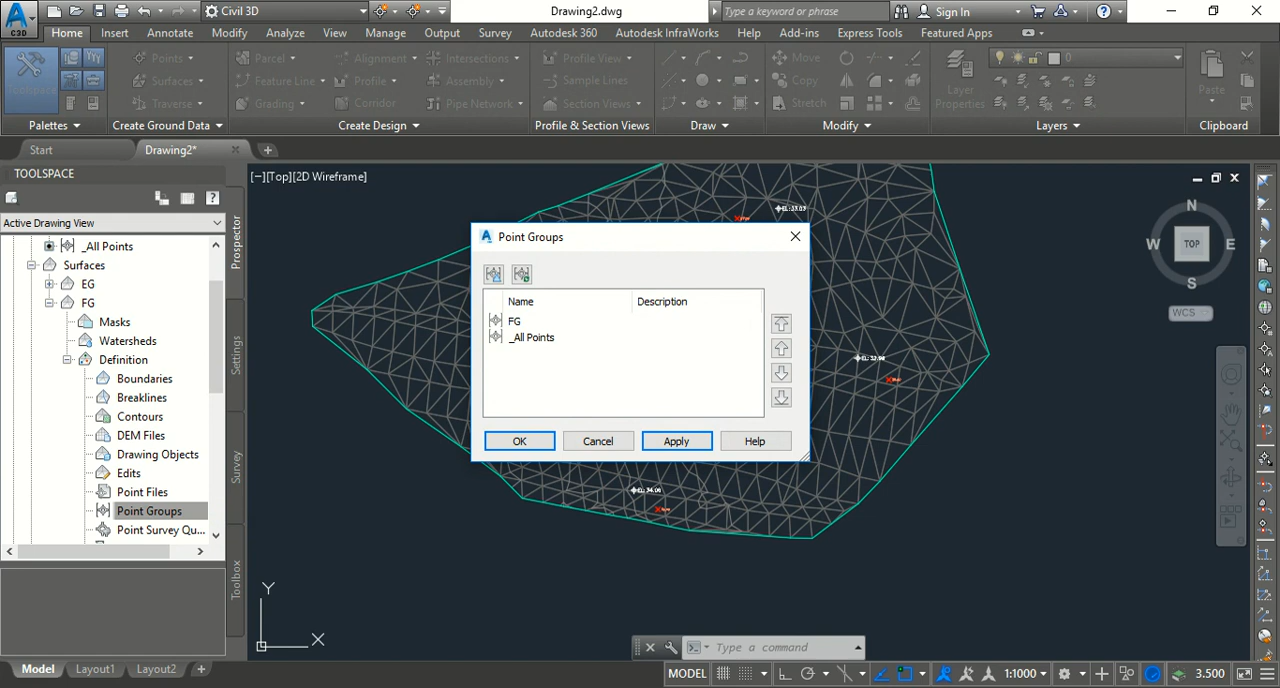 Civil 3D
Drawing2.dwg
Type a keyword or phrase
Sign In
C3D
Home Insert Annotate Modify Analyze View Manage Output Survey Autodesk 360 Autodesk InfraWorks Help Add-ins Express Tools Featured Apps
Toolspace
Points
Surfaces
Traverse
Parcel
Feature Line
Grading
Alignment
Profile
Corridor
Intersections
Assembly
Pipe Network
Profile View
Sample Lines
Section Views
Move
Copy
Stretch
Layer
Properties
0
Paste
Palettes Create Ground Data Create Design Profile & Section Views Draw Modify Layers Clipboard
Start Drawing2*
TOOLSPACE
Active Drawing View
_All Points
Surfaces
EG
FG
Masks
Watersheds
Definition
Boundaries
Breaklines
Contours
DEM Files
Drawing Objects
Edits
Point Files
Point Groups
Point Survey Qu...
Prospector
Settings
Survey
Toolbox
[−][Top][2D Wireframe]
Point Groups
Name Description
FG
_All Points
OK Cancel Apply Help
N
W TOP E
S
WCS
Y
X
Type a command
Model Layout1 Layout2 +
MODEL 1:1000 3.500